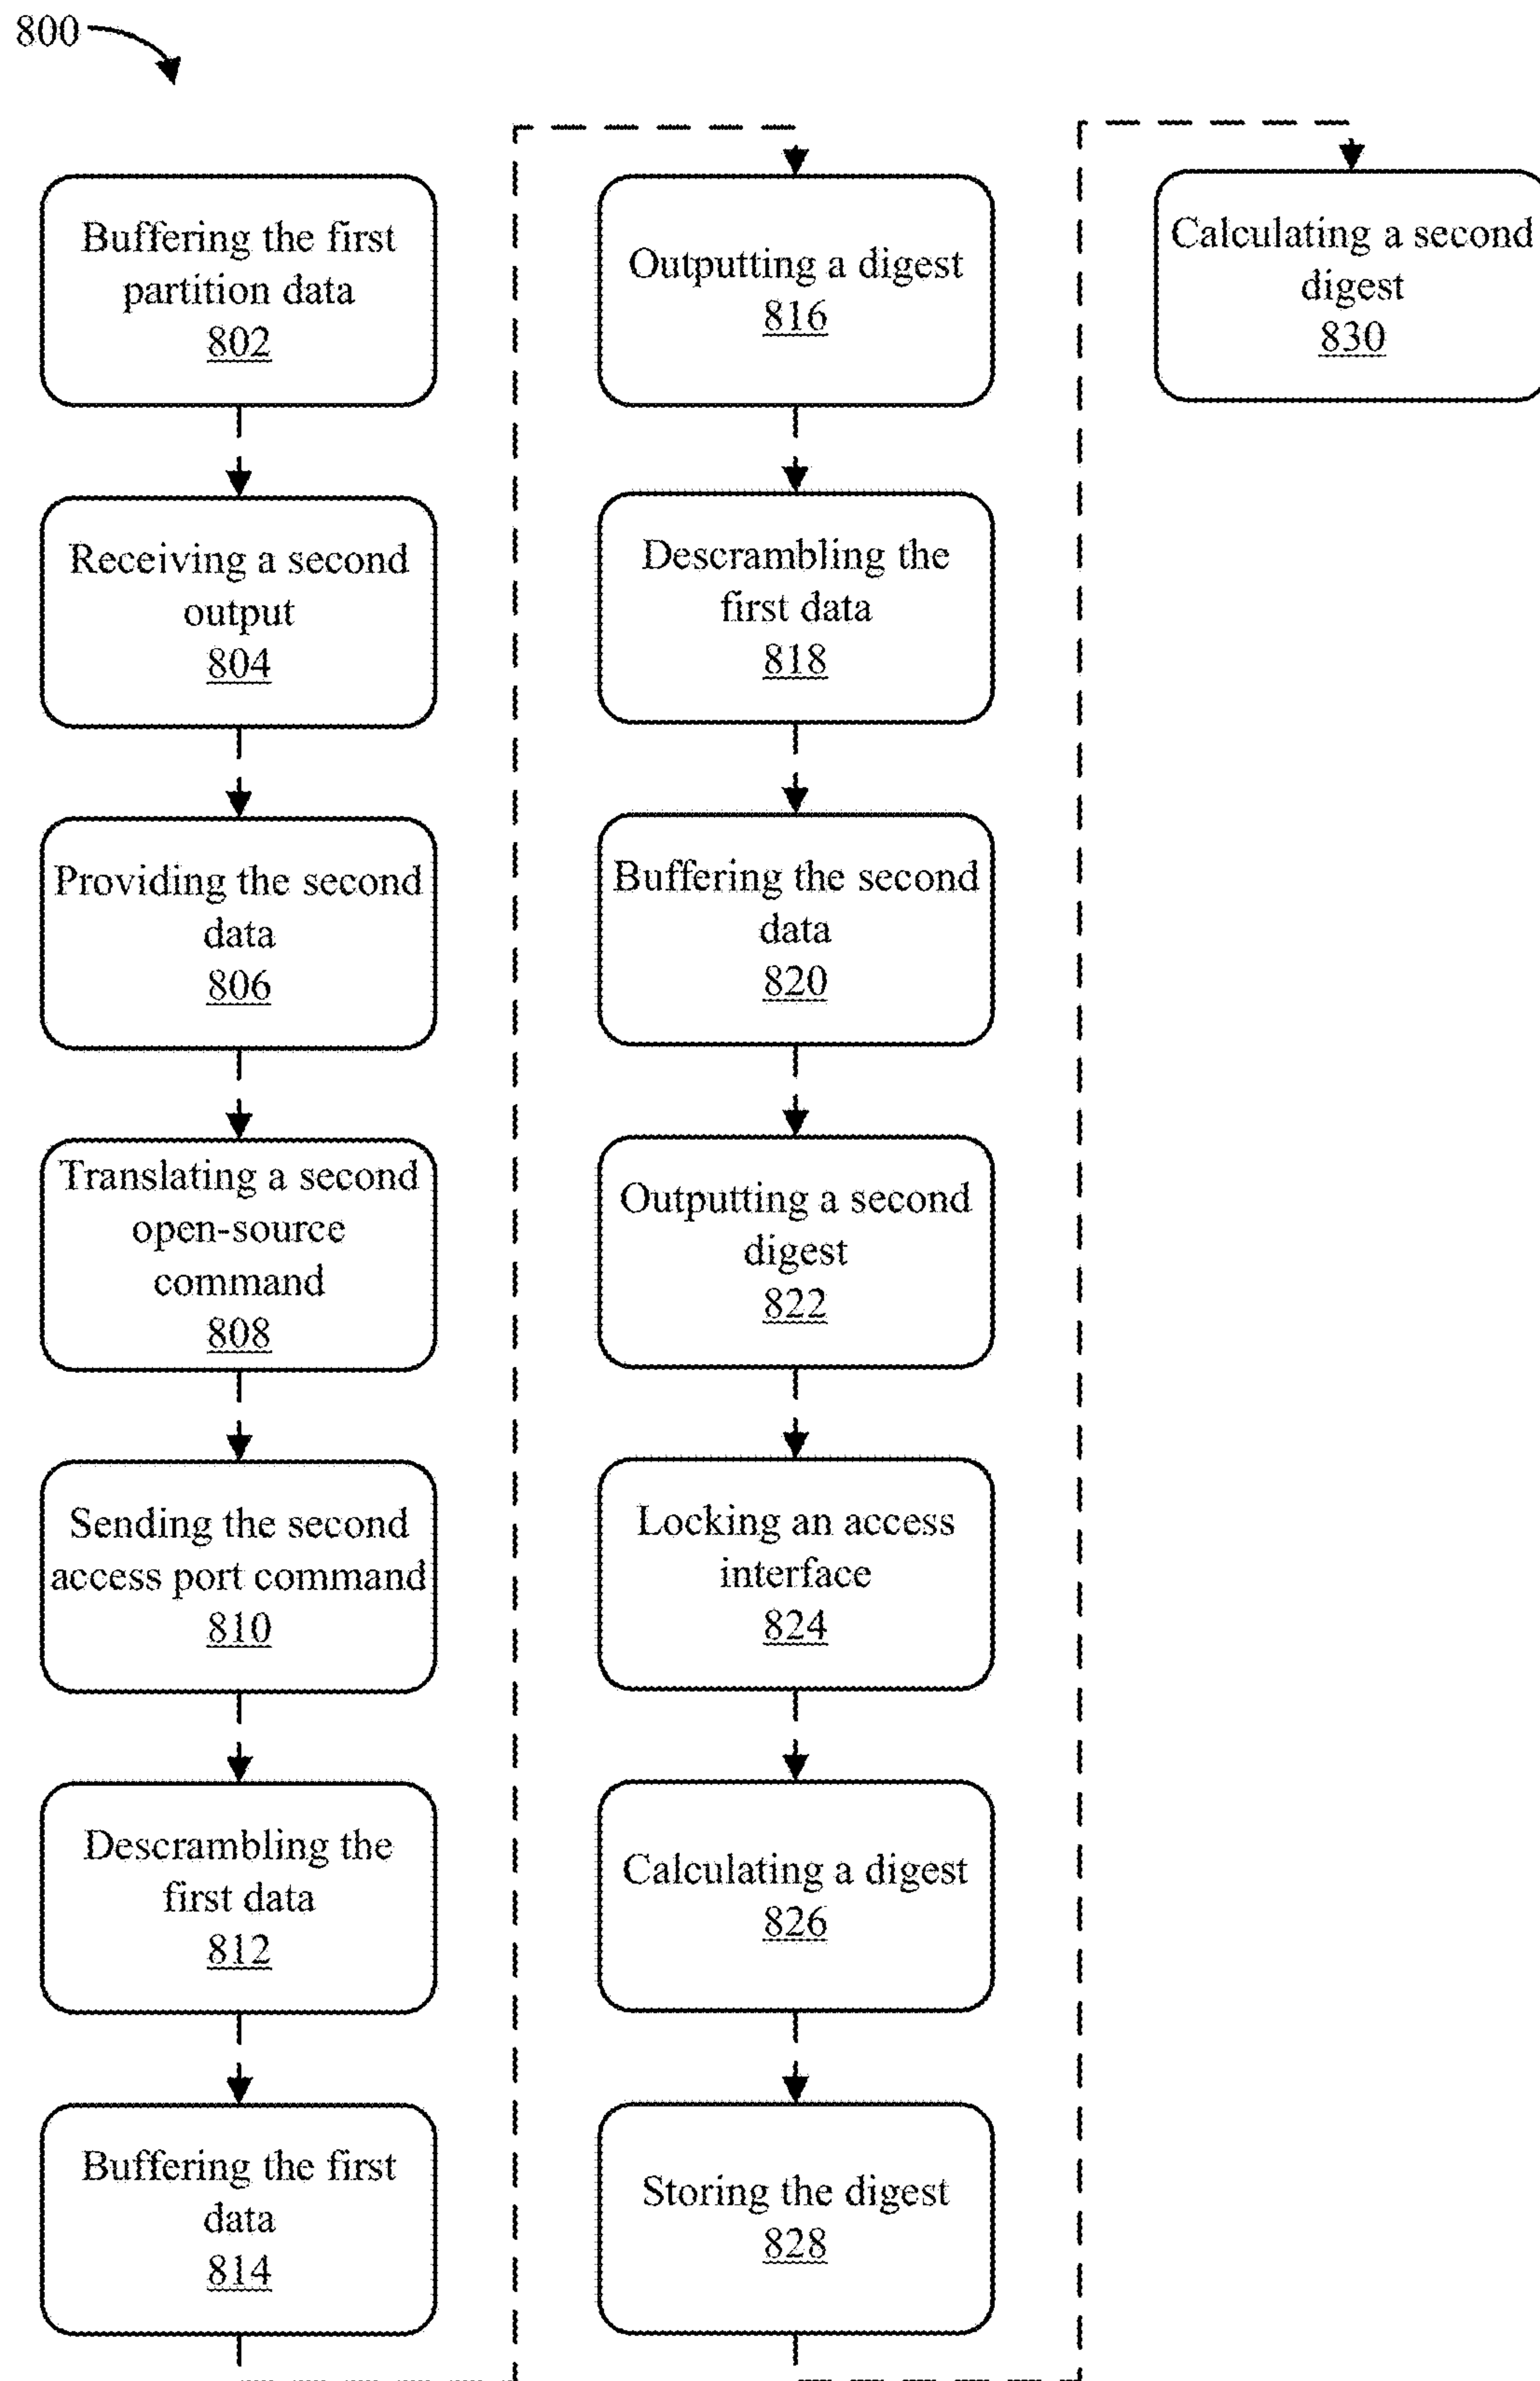 800
Buffering the first
partition data
802
Receiving a second
output
804
Providing the second
data
806
Translating a second
open-source
command
808
Sending the second
access port command
810
Descrambling the
first data
812
Buffering the first
data
814
Outputting a digest
816
Descrambling the
first data
818
Buffering the second
data
820
Outputting a second
digest
822
Locking an access
interface
824
Calculating a digest
826
Storing the digest
828
Calculating a second
digest
830